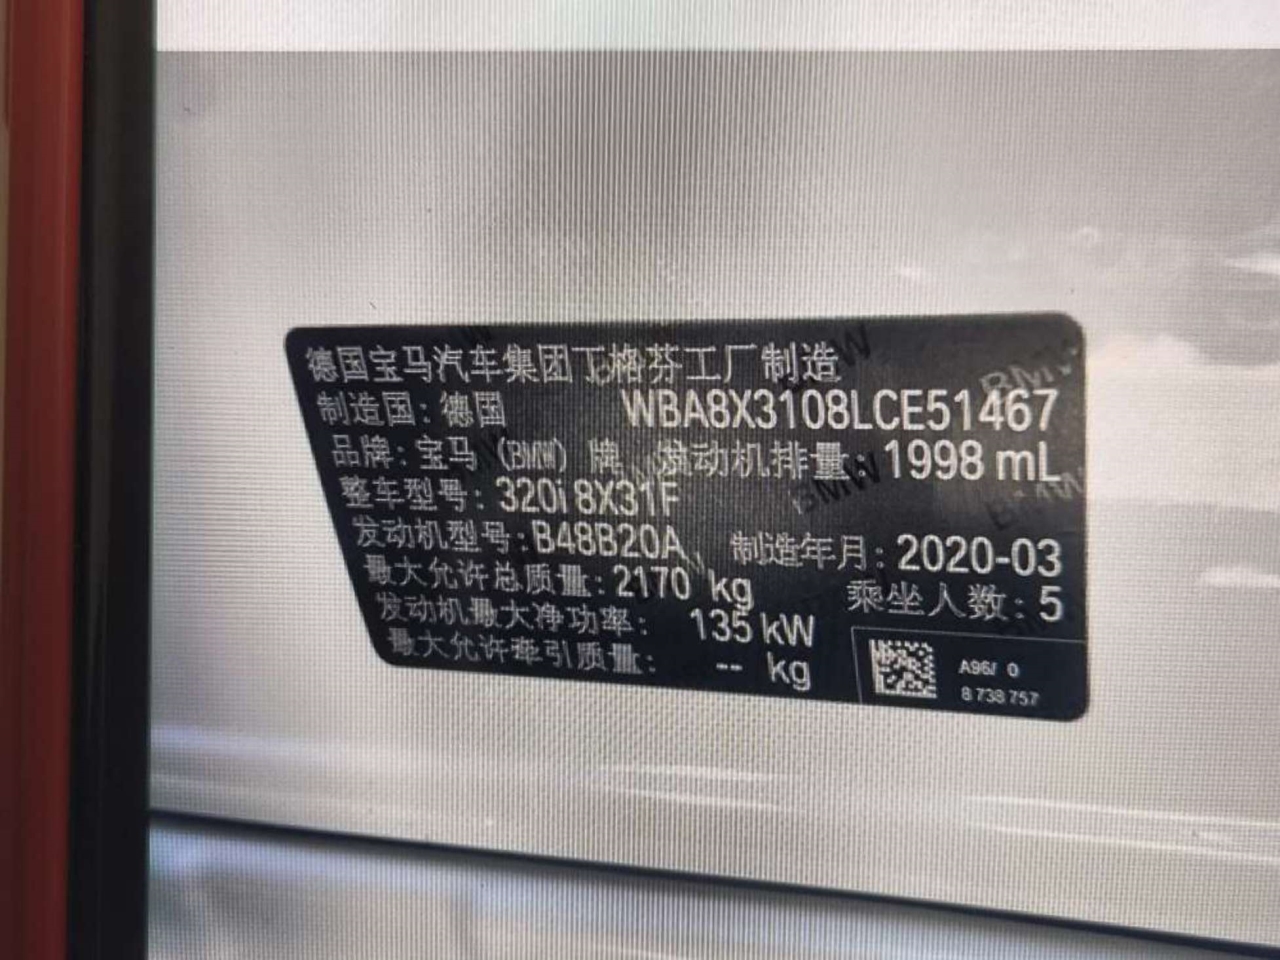 德国宝马汽车集团丁格芬工厂制造
制造国：德国 WBA8X3108LCE51467
品牌：宝马（BMW）牌 发动机排量：1998 mL
整车型号：320i 8X31F
发动机型号：B48B20A 制造年月：2020-03
最大允许总质量：2170 kg 乘坐人数：5
发动机最大净功率： 135 kW
最大允许牵引质量： -- kg
A96/ 0
8 738 757
BMW
BMW
BMW
BMW